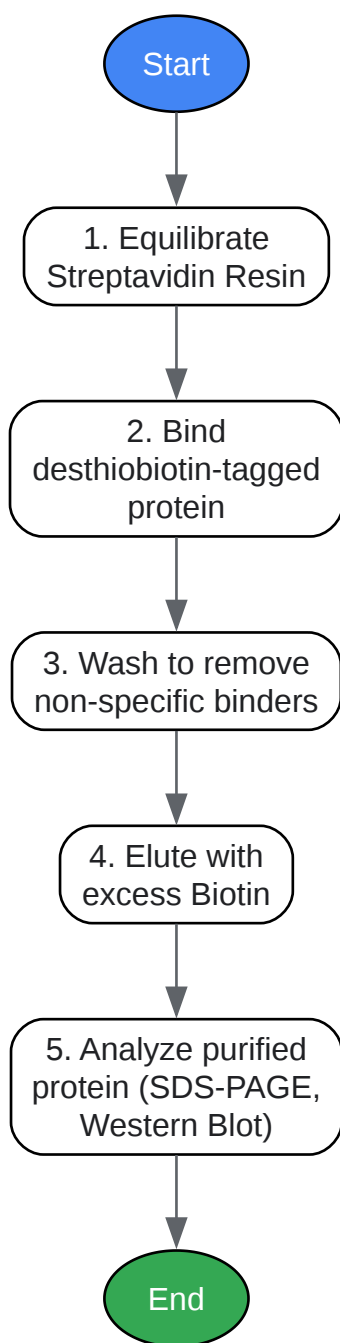 Start
1. Equilibrate
Streptavidin Resin
2. Bind
desthiobiotin-tagged
protein
3. Wash to remove
non-specific binders
4. Elute with
excess Biotin
5. Analyze purified
protein (SDS-PAGE,
Western Blot)
End